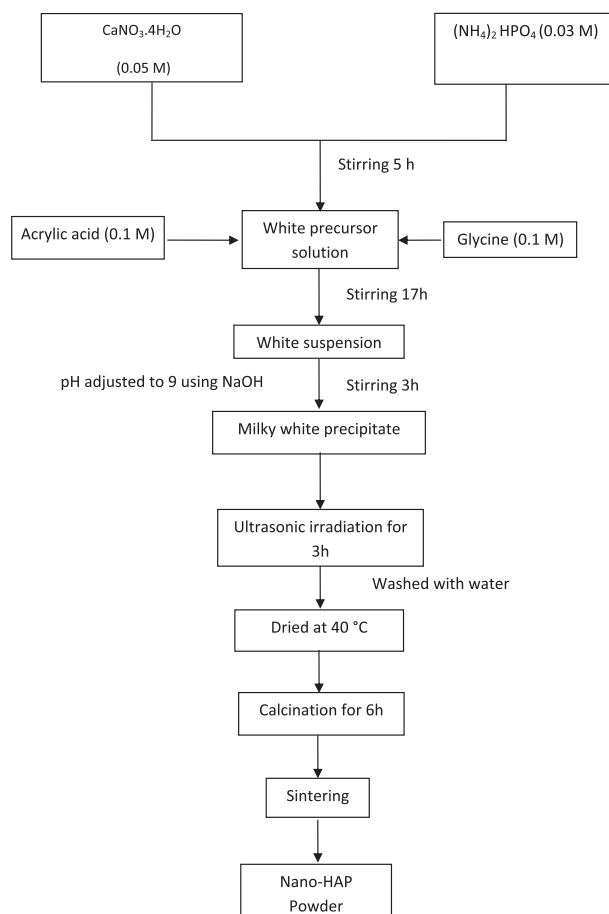 CaNO₃.4H₂O
(0.05 M)
(NH₄)₂ HPO₄ (0.03 M)
Stirring 5 h
Acrylic acid (0.1 M)
White precursor
solution
Glycine (0.1 M)
Stirring 17h
White suspension
pH adjusted to 9 using NaOH
Stirring 3h
Milky white precipitate
Ultrasonic irradiation for
3h
Washed with water
Dried at 40 °C
Calcination for 6h
Sintering
Nano-HAP
Powder